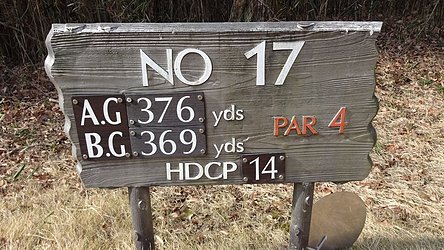 NO 17
A.G 376 yds
B.G 369 yds
PAR 4
HDCP 14